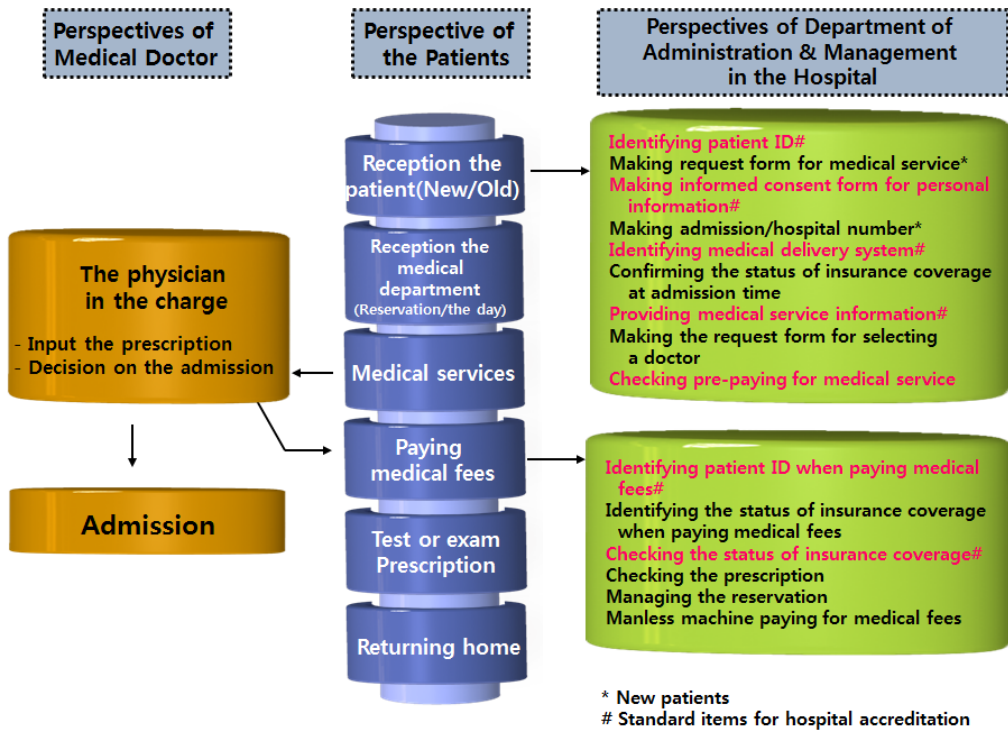 Perspectives of
Medical Doctor
Perspective of
the Patients
Perspectives of Department of
Administration & Management
in the Hospital
The physician
in the charge
- Input the prescription
- Decision on the admission
Admission
Reception the
patient(New/Old)
Reception the
medical
department
(Reservation/the day)
Medical services
Paying
medical fees
Test or exam
Prescription
Returning home
Identifying patient ID#
Making request form for medical service*
Making informed consent form for personal
information#
Making admission/hospital number*
Identifying medical delivery system#
Confirming the status of insurance coverage
at admission time
Providing medical service information#
Making the request form for selecting
a doctor
Checking pre-paying for medical service
Identifying patient ID when paying medical
fees#
Identifying the status of insurance coverage
when paying medical fees
Checking the status of insurance coverage#
Checking the prescription
Managing the reservation
Manless machine paying for medical fees
* New patients
# Standard items for hospital accreditation